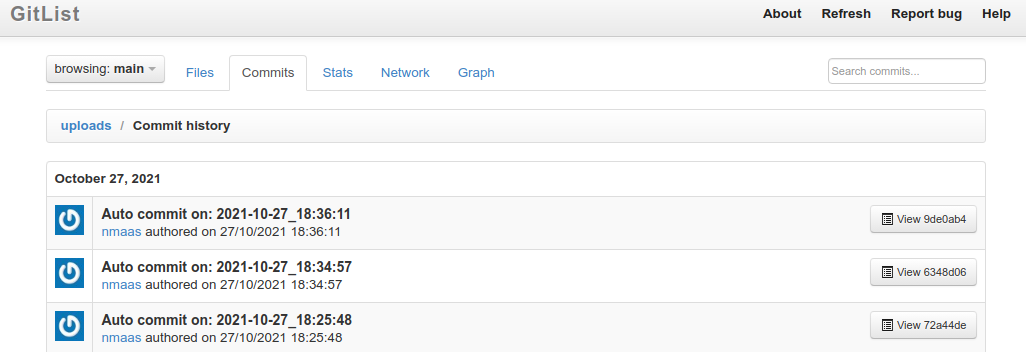 GitList
About Refresh Report bug Help
browsing: main Files Commits Stats Network Graph Search commits...
uploads / Commit history
October 27, 2021
Auto commit on: 2021-10-27_18:36:11
nmaas authored on 27/10/2021 18:36:11
View 9de0ab4
Auto commit on: 2021-10-27_18:34:57
nmaas authored on 27/10/2021 18:34:57
View 6348d06
Auto commit on: 2021-10-27_18:25:48
nmaas authored on 27/10/2021 18:25:48
View 72a44de